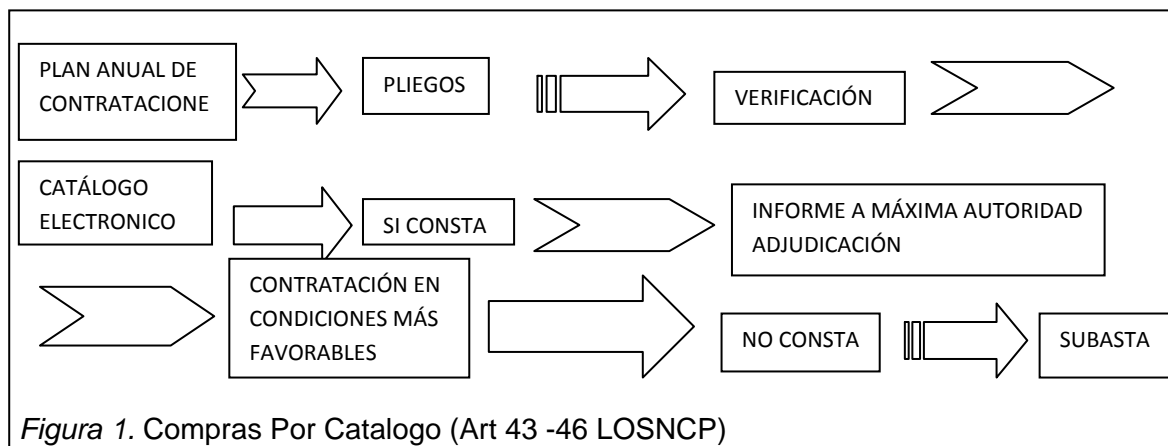 PLAN ANUAL DE
CONTRATACIONE
PLIEGOS
VERIFICACIÓN
CATÁLOGO
ELECTRONICO
SI CONSTA
INFORME A MÁXIMA AUTORIDAD
ADJUDICACIÓN
CONTRATACIÓN EN
CONDICIONES MÁS
FAVORABLES
NO CONSTA
SUBASTA
Figura 1. Compras Por Catalogo (Art 43 -46 LOSNCP)